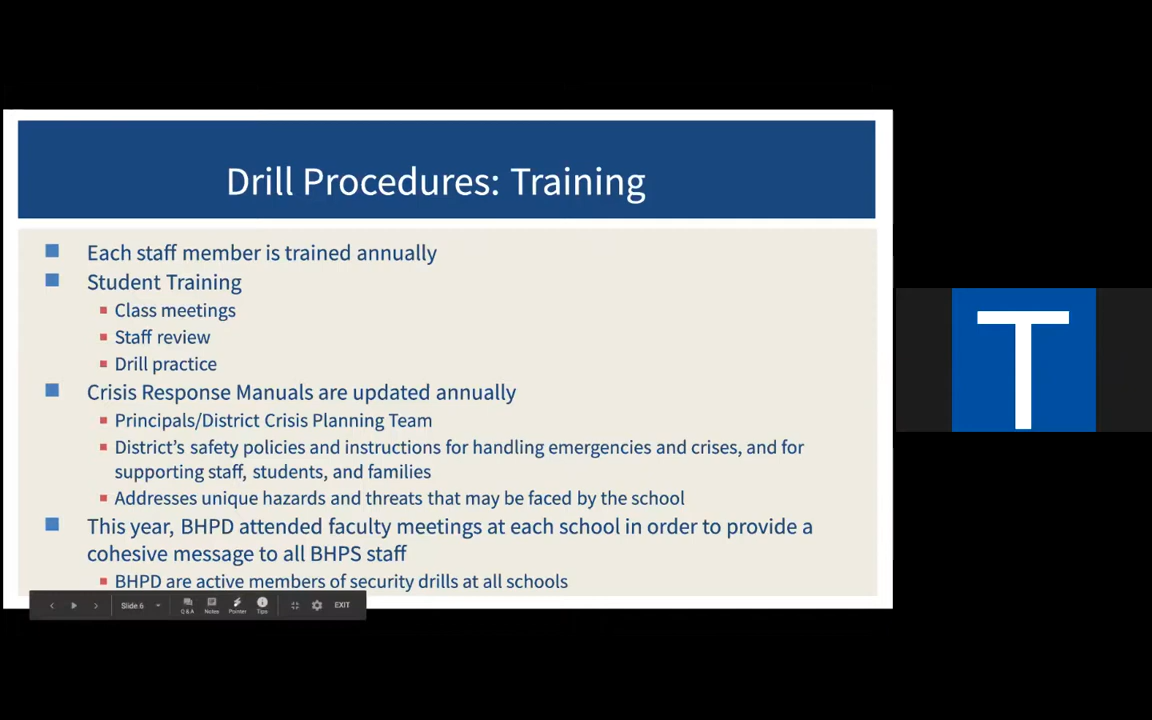 Drill Procedures: Training
Each staff member is trained annually
Student Training
Class meetings
Staff review
Drill practice
Crisis Response Manuals are updated annually
Principals/District Crisis Planning Team
District's safety policies and instructions for handling emergencies and crises, and for
supporting staff, students, and families
Addresses unique hazards and threats that may be faced by the school
This year, BHPD attended faculty meetings at each school in order to provide a
cohesive message to all BHPS staff
BHPD are active members of security drills at all schools
Slide 6 Q&A Notes Pointer Tips EXIT
T